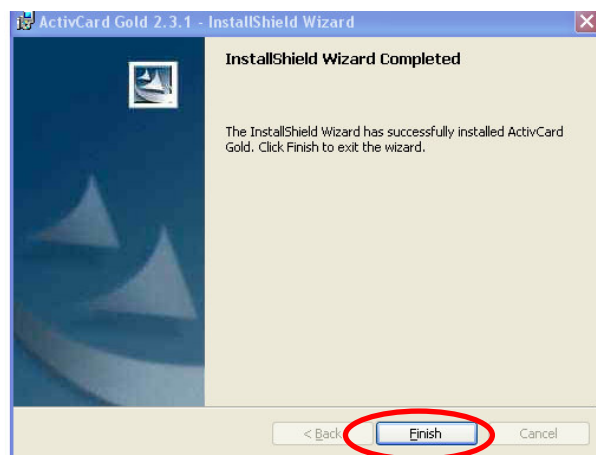 ActivCard Gold 2.3.1 - InstallShield Wizard
InstallShield Wizard Completed
The InstallShield Wizard has successfully installed ActivCard
Gold. Click Finish to exit the wizard.
< Back Finish Cancel